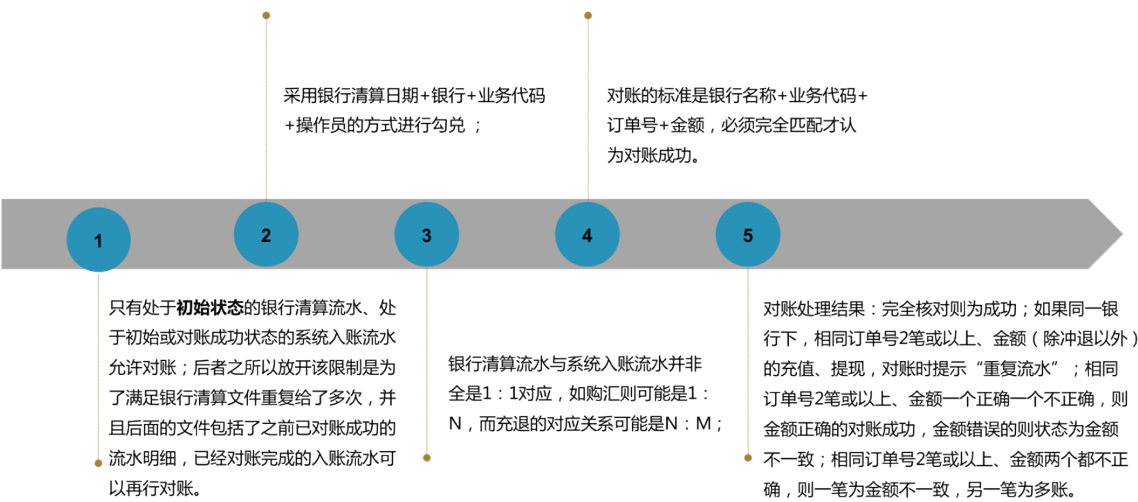 采用银行清算日期+银行+业务代码
+操作员的方式进行勾兑 ；
对账的标准是银行名称+业务代码+
订单号+金额，必须完全匹配才认
为对账成功。
1
2
3
4
5
只有处于初始状态的银行清算流水、处
于初始或对账成功状态的系统入账流水
允许对账；后者之所以放开该限制是为
了满足银行清算文件重复给了多次，并
且后面的文件包括了之前已对账成功的
流水明细，已经对账完成的入账流水可
以再行对账。
银行清算流水与系统入账流水并非
全是1：1对应，如购汇则可能是1：
N，而充退的对应关系可能是N：M；
对账处理结果：完全核对则为成功；如果同一银
行下，相同订单号2笔或以上、金额（除冲退以外）
的充值、提现，对账时提示“重复流水”；相同
订单号2笔或以上、金额一个正确一个不正确，则
金额正确的对账成功，金额错误的则状态为金额
不一致；相同订单号2笔或以上、金额两个都不正
确，则一笔为金额不一致，另一笔为多账。